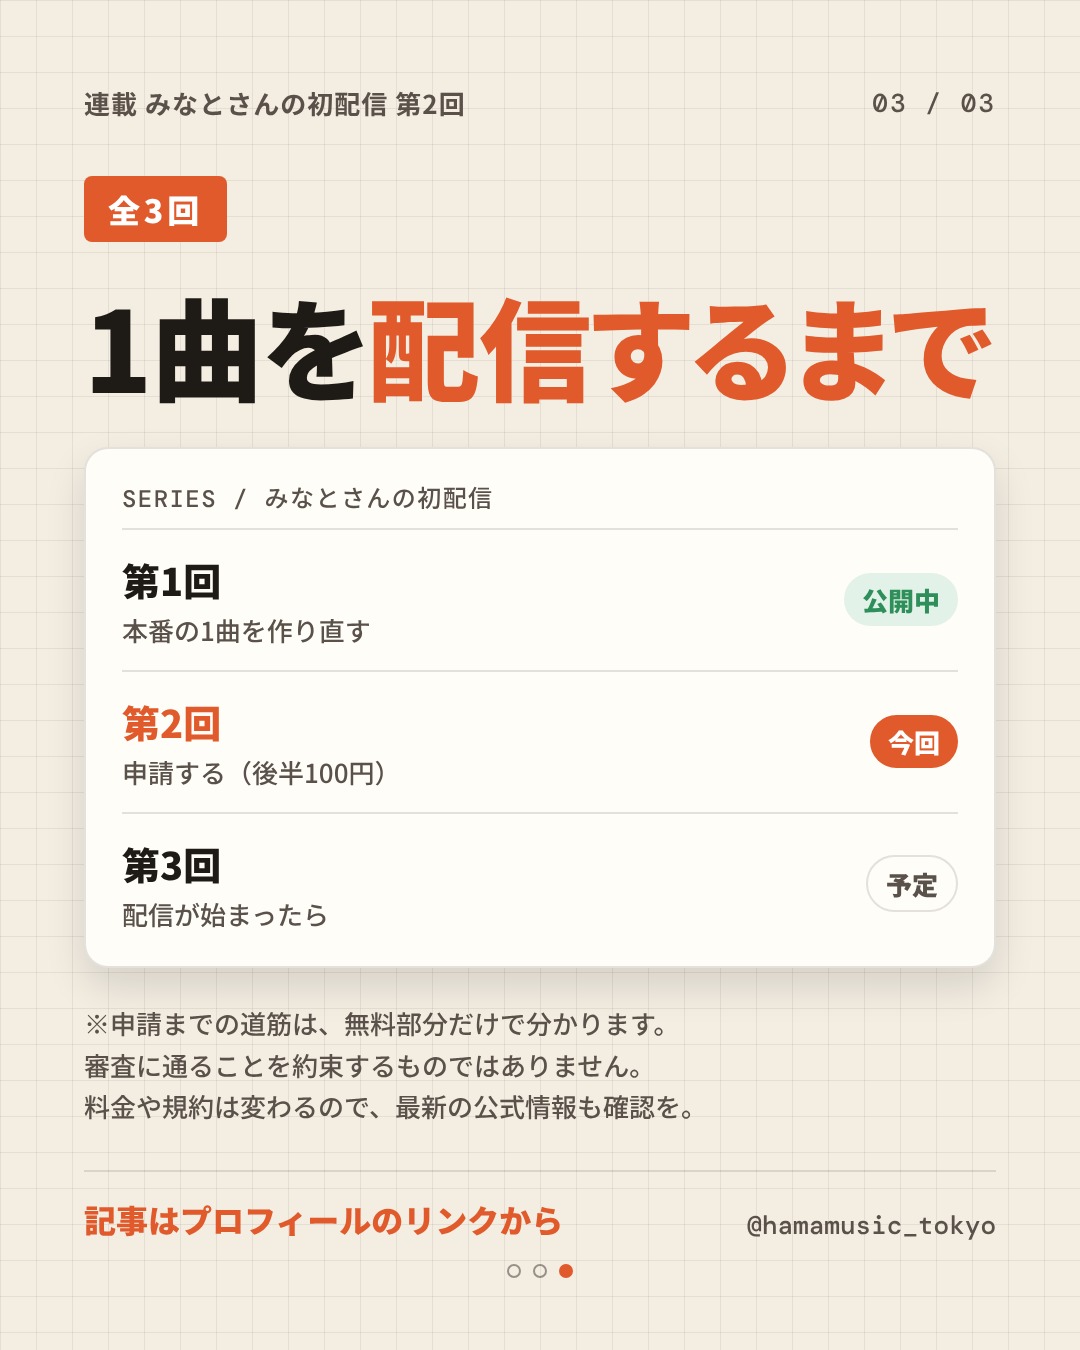 連載 みなとさんの初配信 第2回
03 / 03
全3回
1曲を配信するまで
SERIES / みなとさんの初配信
第1回
本番の1曲を作り直す
公開中
第2回
申請する（後半100円）
今回
第3回
配信が始まったら
予定
※申請までの道筋は、無料部分だけで分かります。
審査に通ることを約束するものではありません。
料金や規約は変わるので、最新の公式情報も確認を。
記事はプロフィールのリンクから
@hamamusic_tokyo